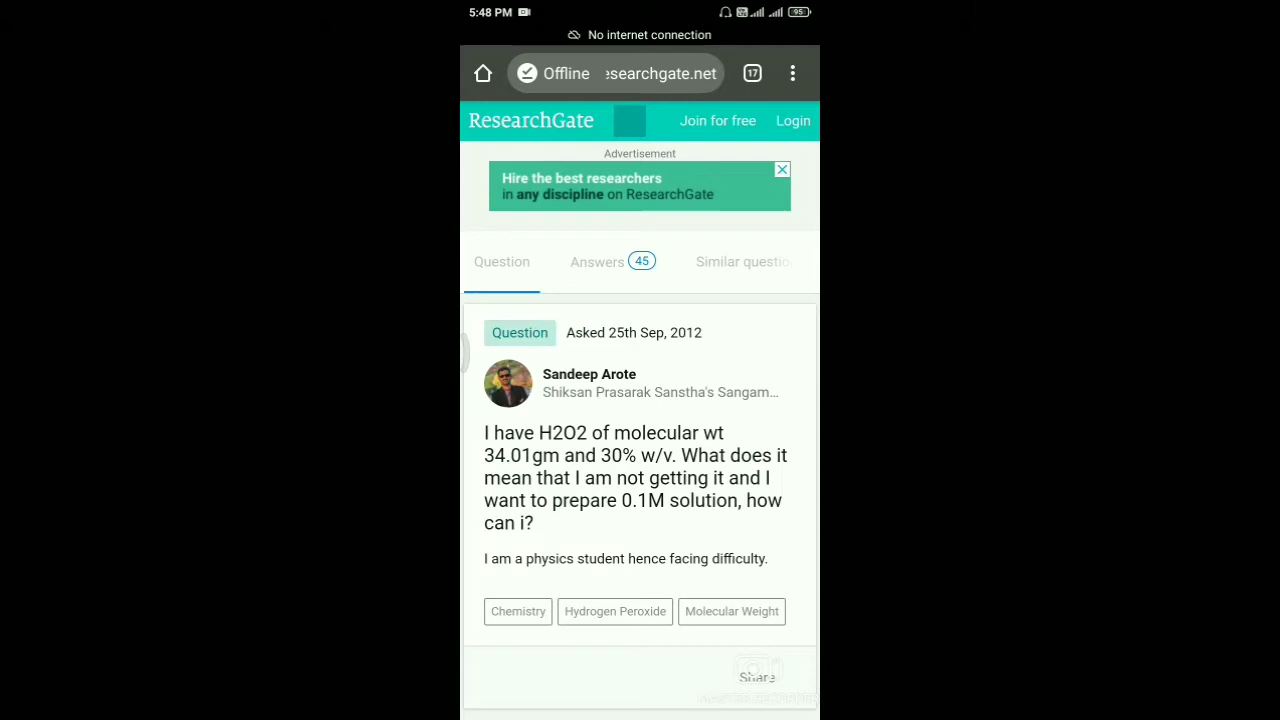 5:48 PM
95
No internet connection
Offline
searchgate.net
17
ResearchGate
Join for free
Login
Advertisement
Hire the best researchers
in any discipline on ResearchGate
Question
Answers 45
Similar questio
Question
Asked 25th Sep, 2012
Sandeep Arote
Shiksan Prasarak Sanstha's Sangam...
I have H2O2 of molecular wt
34.01gm and 30% w/v. What does it
mean that I am not getting it and I
want to prepare 0.1M solution, how
can i?
I am a physics student hence facing difficulty.
Chemistry
Hydrogen Peroxide
Molecular Weight
Share